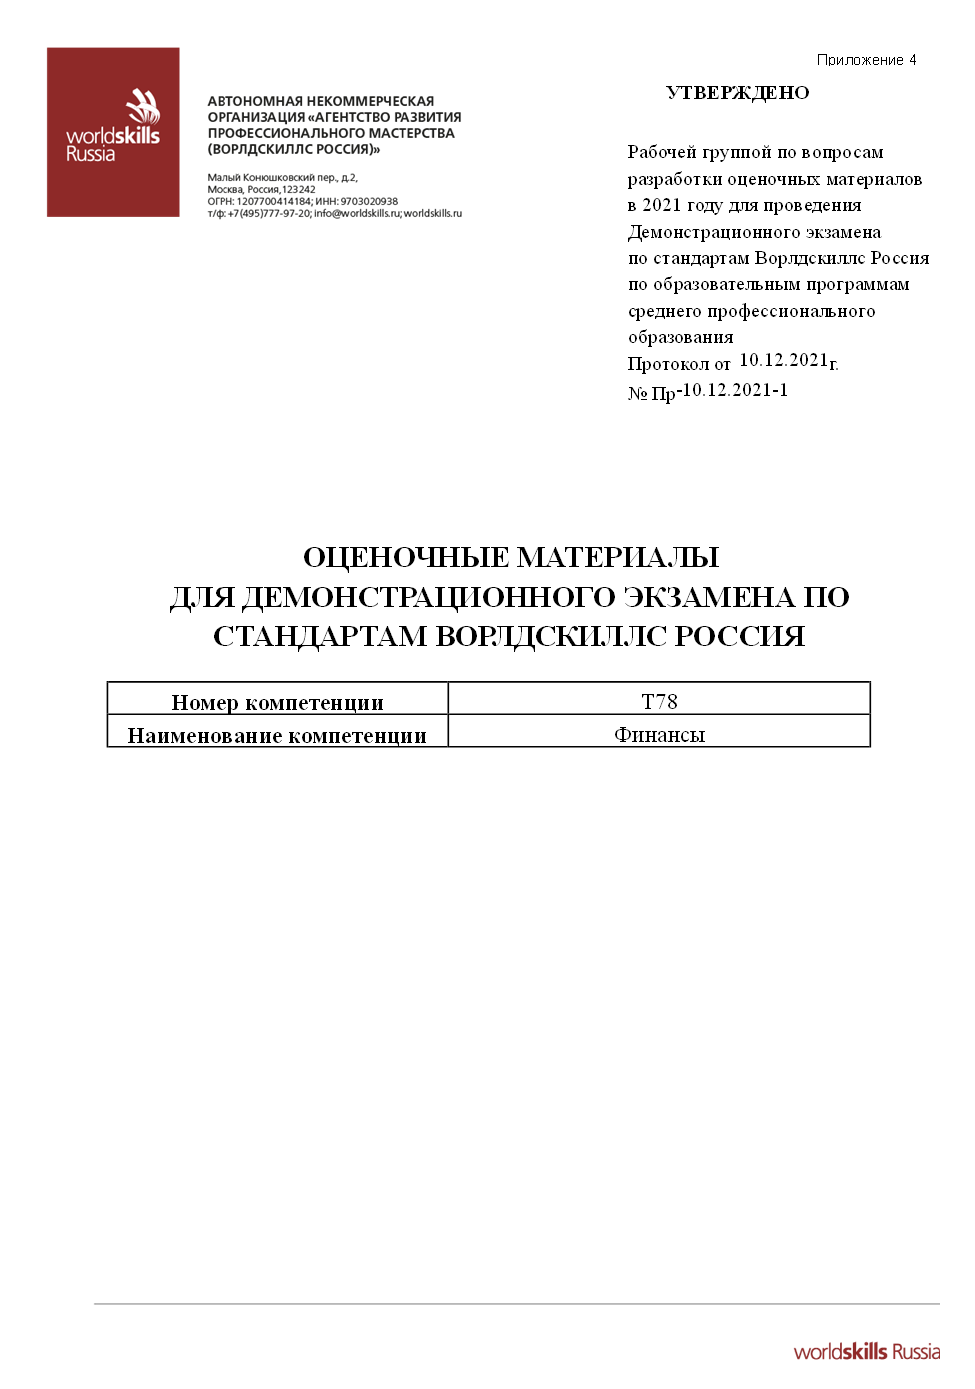 worldskills
Russia
АВТОНОМНАЯ НЕКОММЕРЧЕСКАЯ
ОРГАНИЗАЦИЯ «АГЕНТСТВО РАЗВИТИЯ
ПРОФЕССИОНАЛЬНОГО МАСТЕРСТВА
(ВОРЛДСКИЛЛС РОССИЯ)»
Малый Конюшковский пер., д.2,
Москва, Россия,123242
ОГРН: 1207700414184; ИНН: 9703020938
т/ф: +7(495)777-97-20; info@worldskills.ru; worldskills.ru
Приложение 4
УТВЕРЖДЕНО
Рабочей группой по вопросам
разработки оценочных материалов
в 2021 году для проведения
Демонстрационного экзамена
по стандартам Ворлдскиллс Россия
по образовательным программам
среднего профессионального
образования
Протокол от 10.12.2021г.
№ Пр-10.12.2021-1
ОЦЕНОЧНЫЕ МАТЕРИАЛЫ
ДЛЯ ДЕМОНСТРАЦИОННОГО ЭКЗАМЕНА ПО
СТАНДАРТАМ ВОРЛДСКИЛЛС РОССИЯ
Номер компетенции Т78
Наименование компетенции Финансы
worldskills Russia